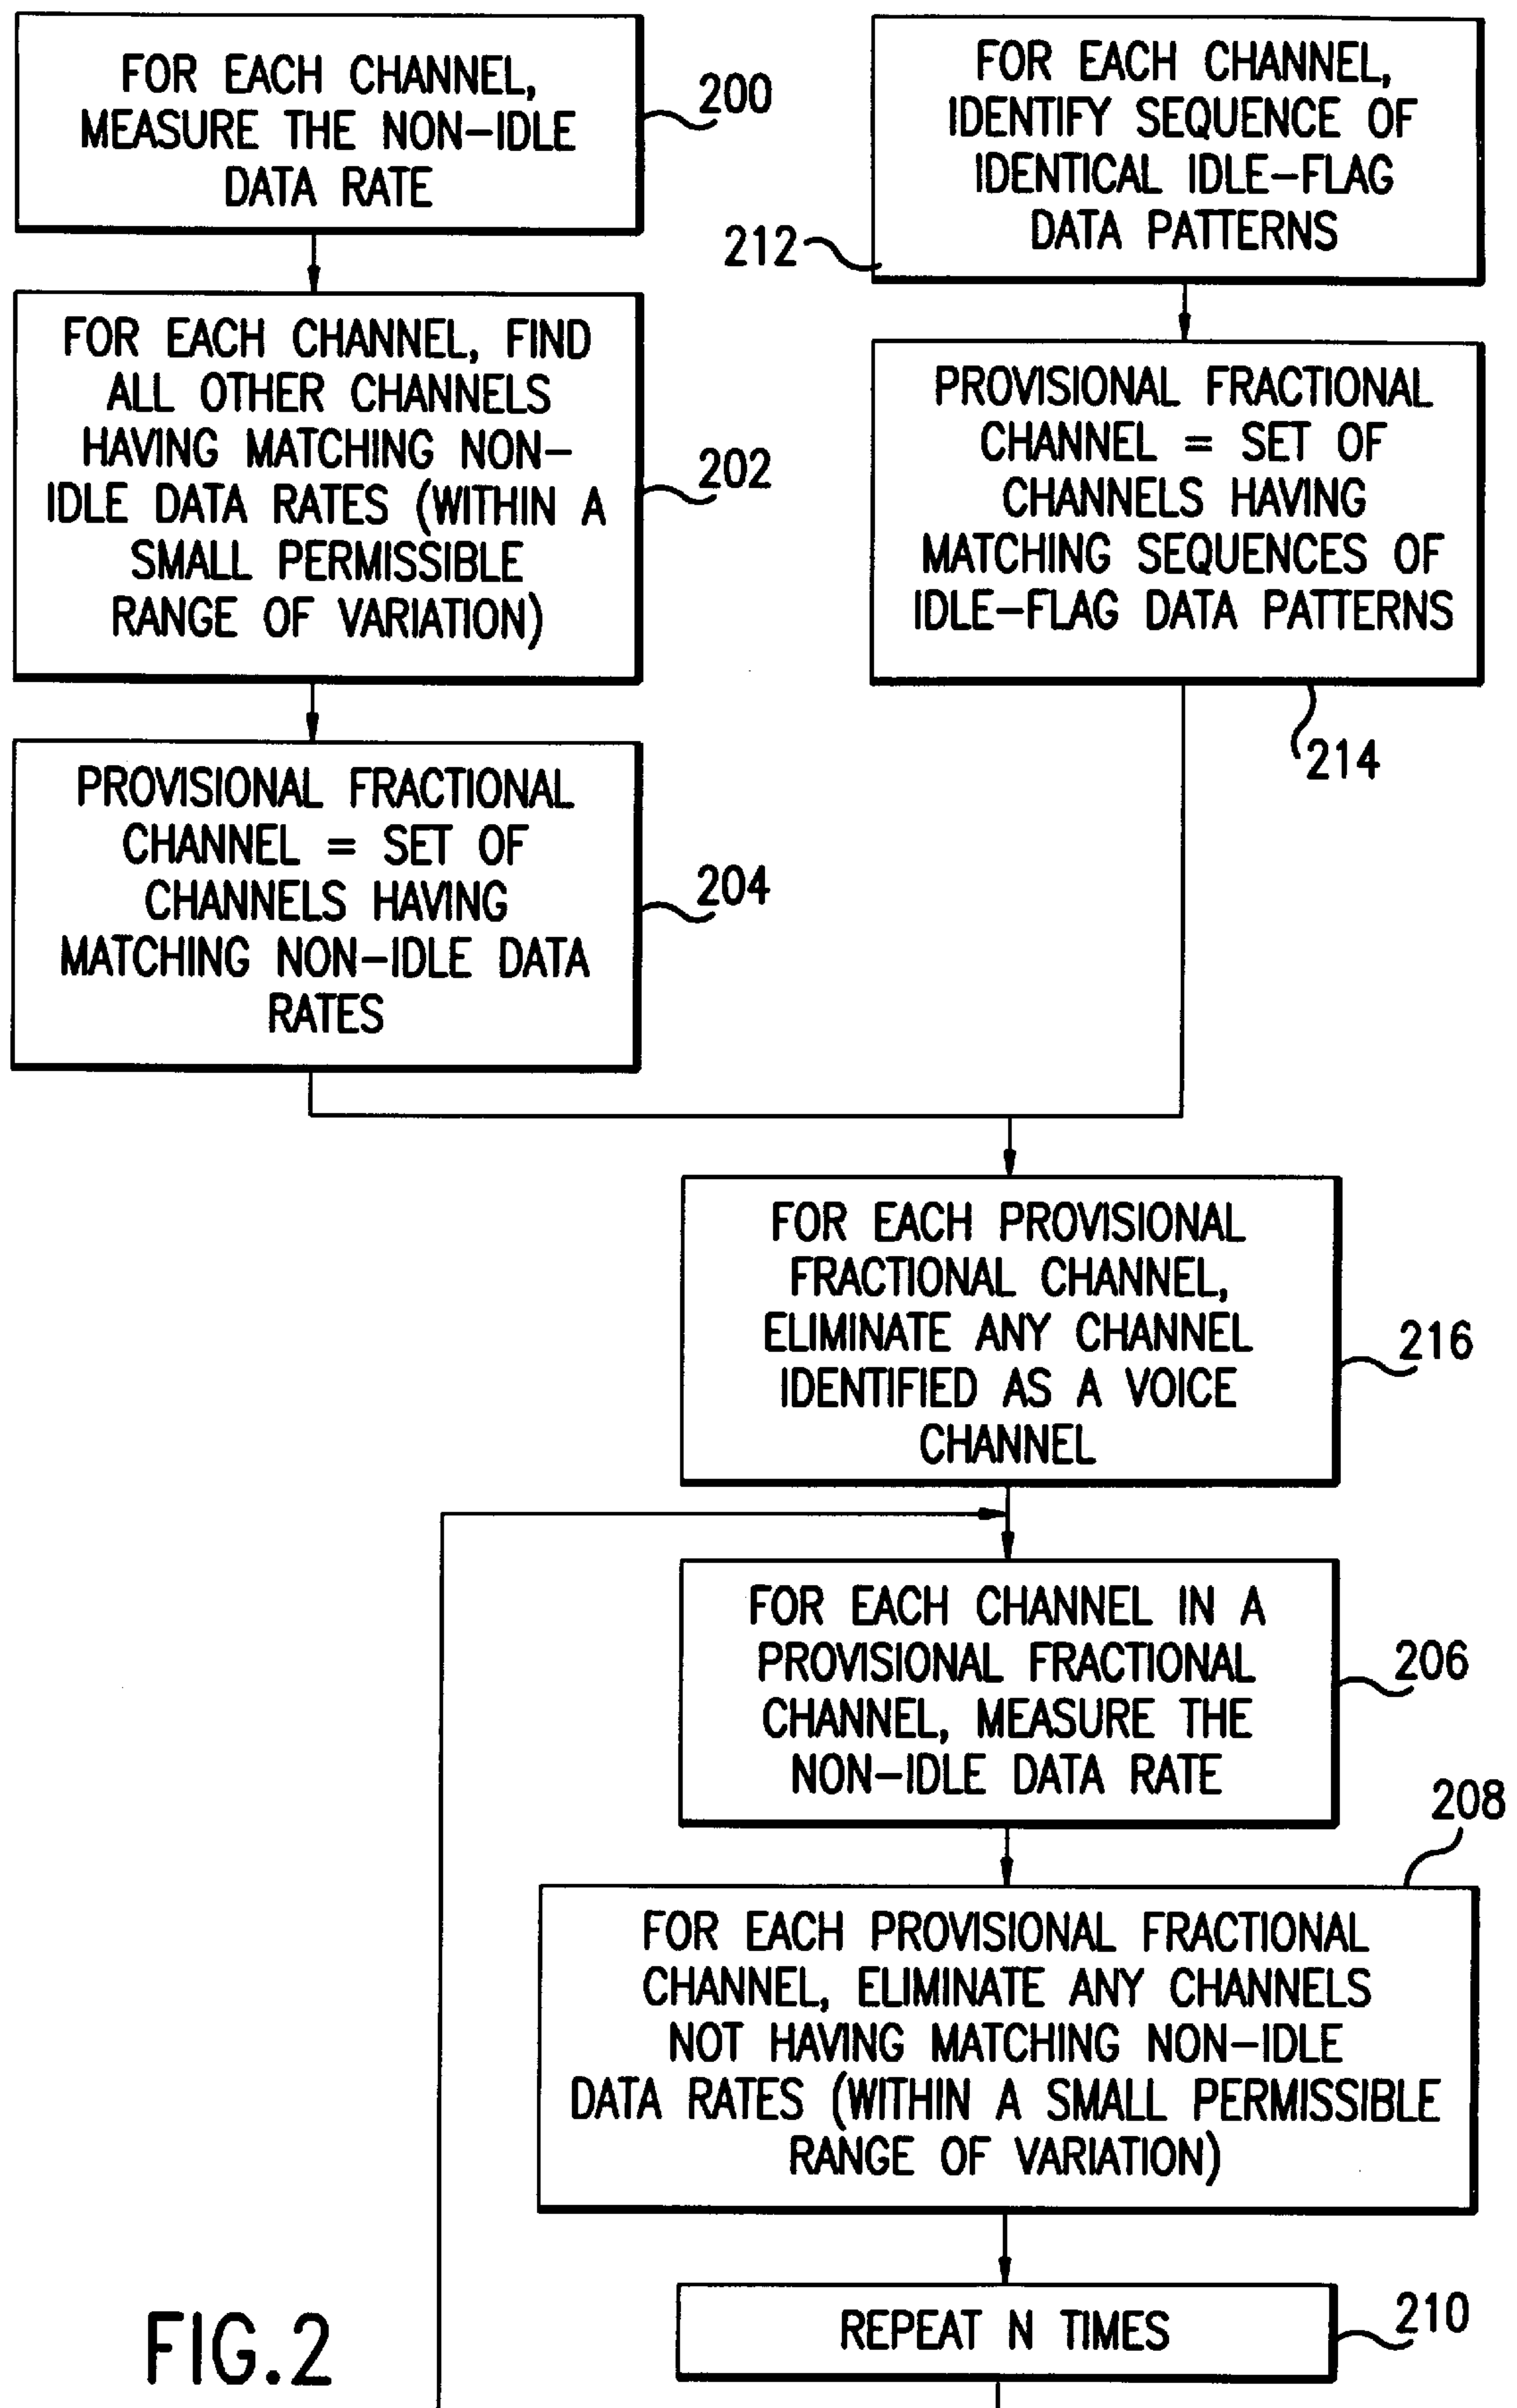 FOR EACH CHANNEL,
MEASURE THE NON-IDLE
DATA RATE
200
FOR EACH CHANNEL, FIND
ALL OTHER CHANNELS
HAVING MATCHING NON-
IDLE DATA RATES (WITHIN A
SMALL PERMISSIBLE
RANGE OF VARIATION)
202
PROVISIONAL FRACTIONAL
CHANNEL = SET OF
CHANNELS HAVING
MATCHING NON-IDLE DATA
RATES
204
FOR EACH CHANNEL,
IDENTIFY SEQUENCE OF
IDENTICAL IDLE-FLAG
DATA PATTERNS
212
PROVISIONAL FRACTIONAL
CHANNEL = SET OF
CHANNELS HAVING
MATCHING SEQUENCES OF
IDLE-FLAG DATA PATTERNS
214
FOR EACH PROVISIONAL
FRACTIONAL CHANNEL,
ELIMINATE ANY CHANNEL
IDENTIFIED AS A VOICE
CHANNEL
216
FOR EACH CHANNEL IN A
PROVISIONAL FRACTIONAL
CHANNEL, MEASURE THE
NON-IDLE DATA RATE
206
208
FOR EACH PROVISIONAL FRACTIONAL
CHANNEL, ELIMINATE ANY CHANNELS
NOT HAVING MATCHING NON-IDLE
DATA RATES (WITHIN A SMALL PERMISSIBLE
RANGE OF VARIATION)
REPEAT N TIMES
210
FIG.2